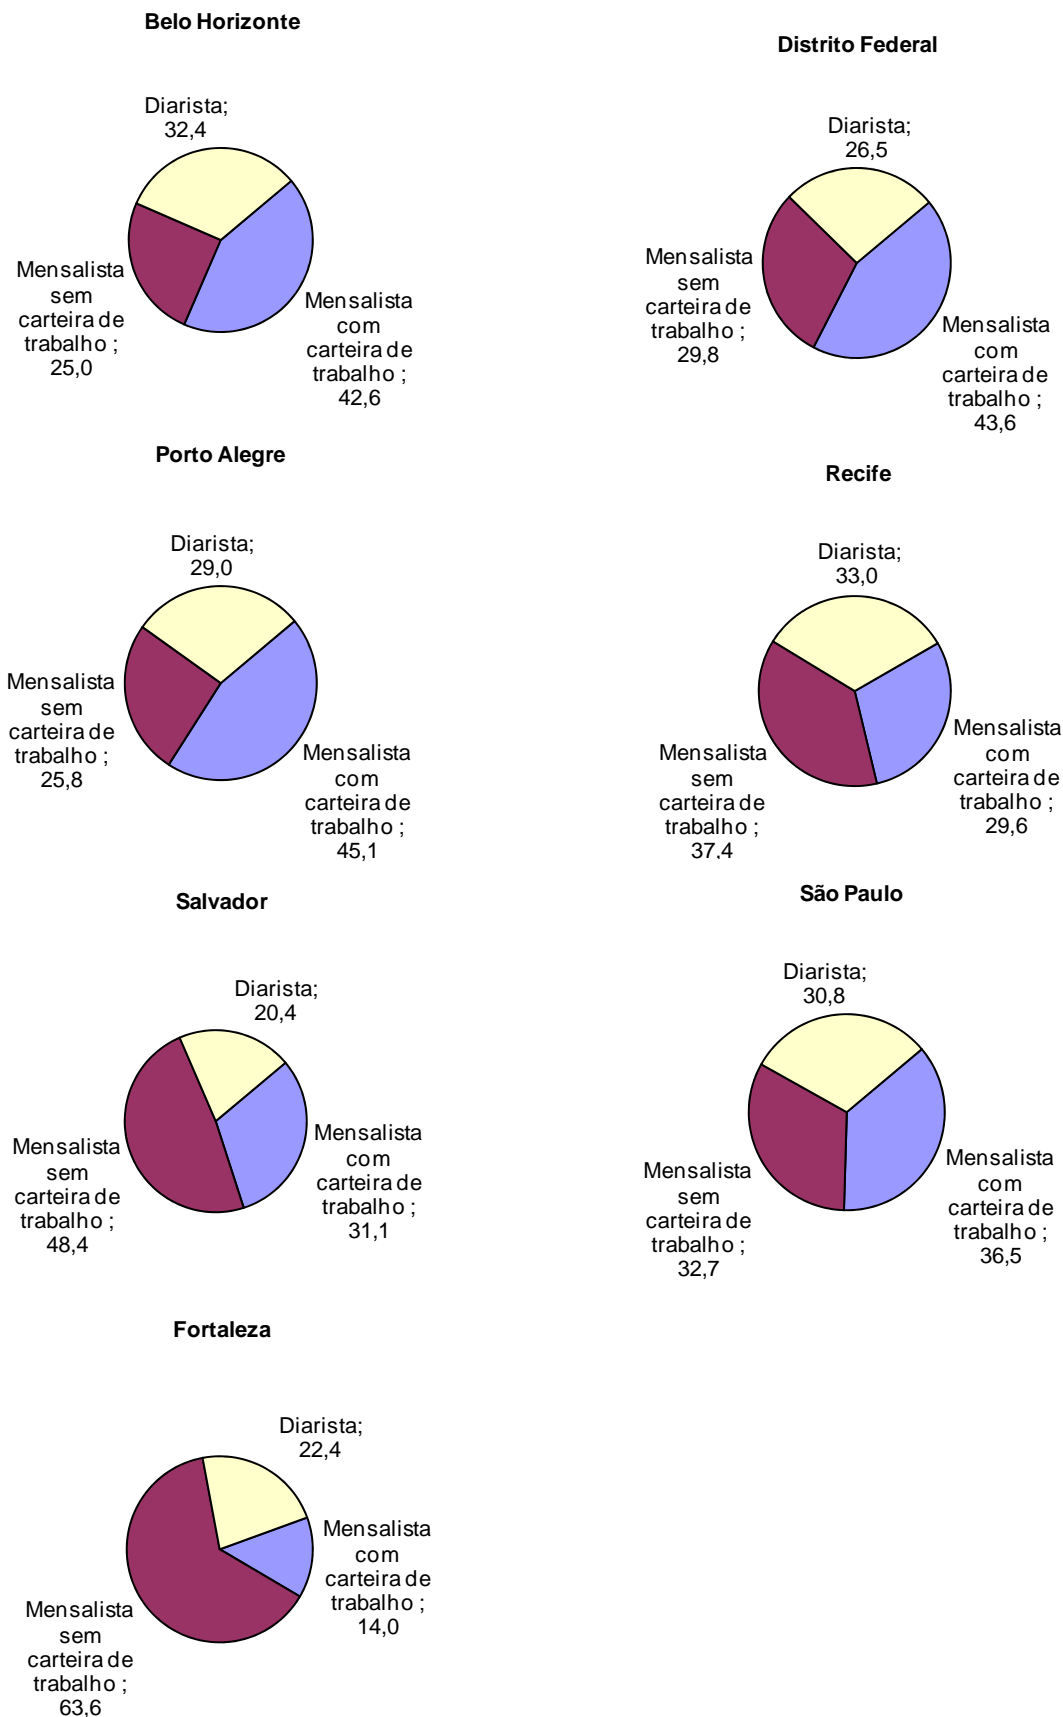 Belo Horizonte
Diarista;
32,4
Mensalista
sem
carteira de
trabalho ;
25,0
Mensalista
com
carteira de
trabalho ;
42,6
Distrito Federal
Diarista;
26,5
Mensalista
sem
carteira de
trabalho ;
29,8
Mensalista
com
carteira de
trabalho ;
43,6
Porto Alegre
Diarista;
29,0
Mensalista
sem
carteira de
trabalho ;
25,8
Mensalista
com
carteira de
trabalho ;
45,1
Recife
Diarista;
33,0
Mensalista
sem
carteira de
trabalho ;
37,4
Mensalista
com
carteira de
trabalho ;
29,6
Salvador
Diarista;
20,4
Mensalista
sem
carteira de
trabalho ;
48,4
Mensalista
com
carteira de
trabalho ;
31,1
São Paulo
Diarista;
30,8
Mensalista
sem
carteira de
trabalho ;
32,7
Mensalista
com
carteira de
trabalho ;
36,5
Fortaleza
Diarista;
22,4
Mensalista
com
carteira de
trabalho ;
14,0
Mensalista
sem
carteira de
trabalho ;
63,6